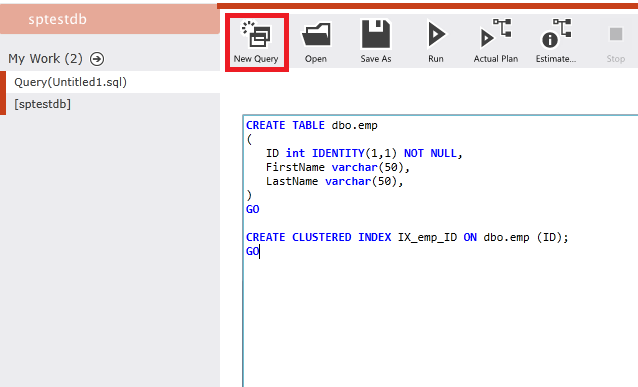 sptestdb
My Work (2)
Query(Untitled1.sql)
[sptestdb]
New Query
Open
Save As
Run
Actual Plan
Estimate...
Stop
CREATE TABLE dbo.emp
(
ID int IDENTITY(1,1) NOT NULL,
FirstName varchar(50),
LastName varchar(50),
)
GO
CREATE CLUSTERED INDEX IX_emp_ID ON dbo.emp (ID);
GO